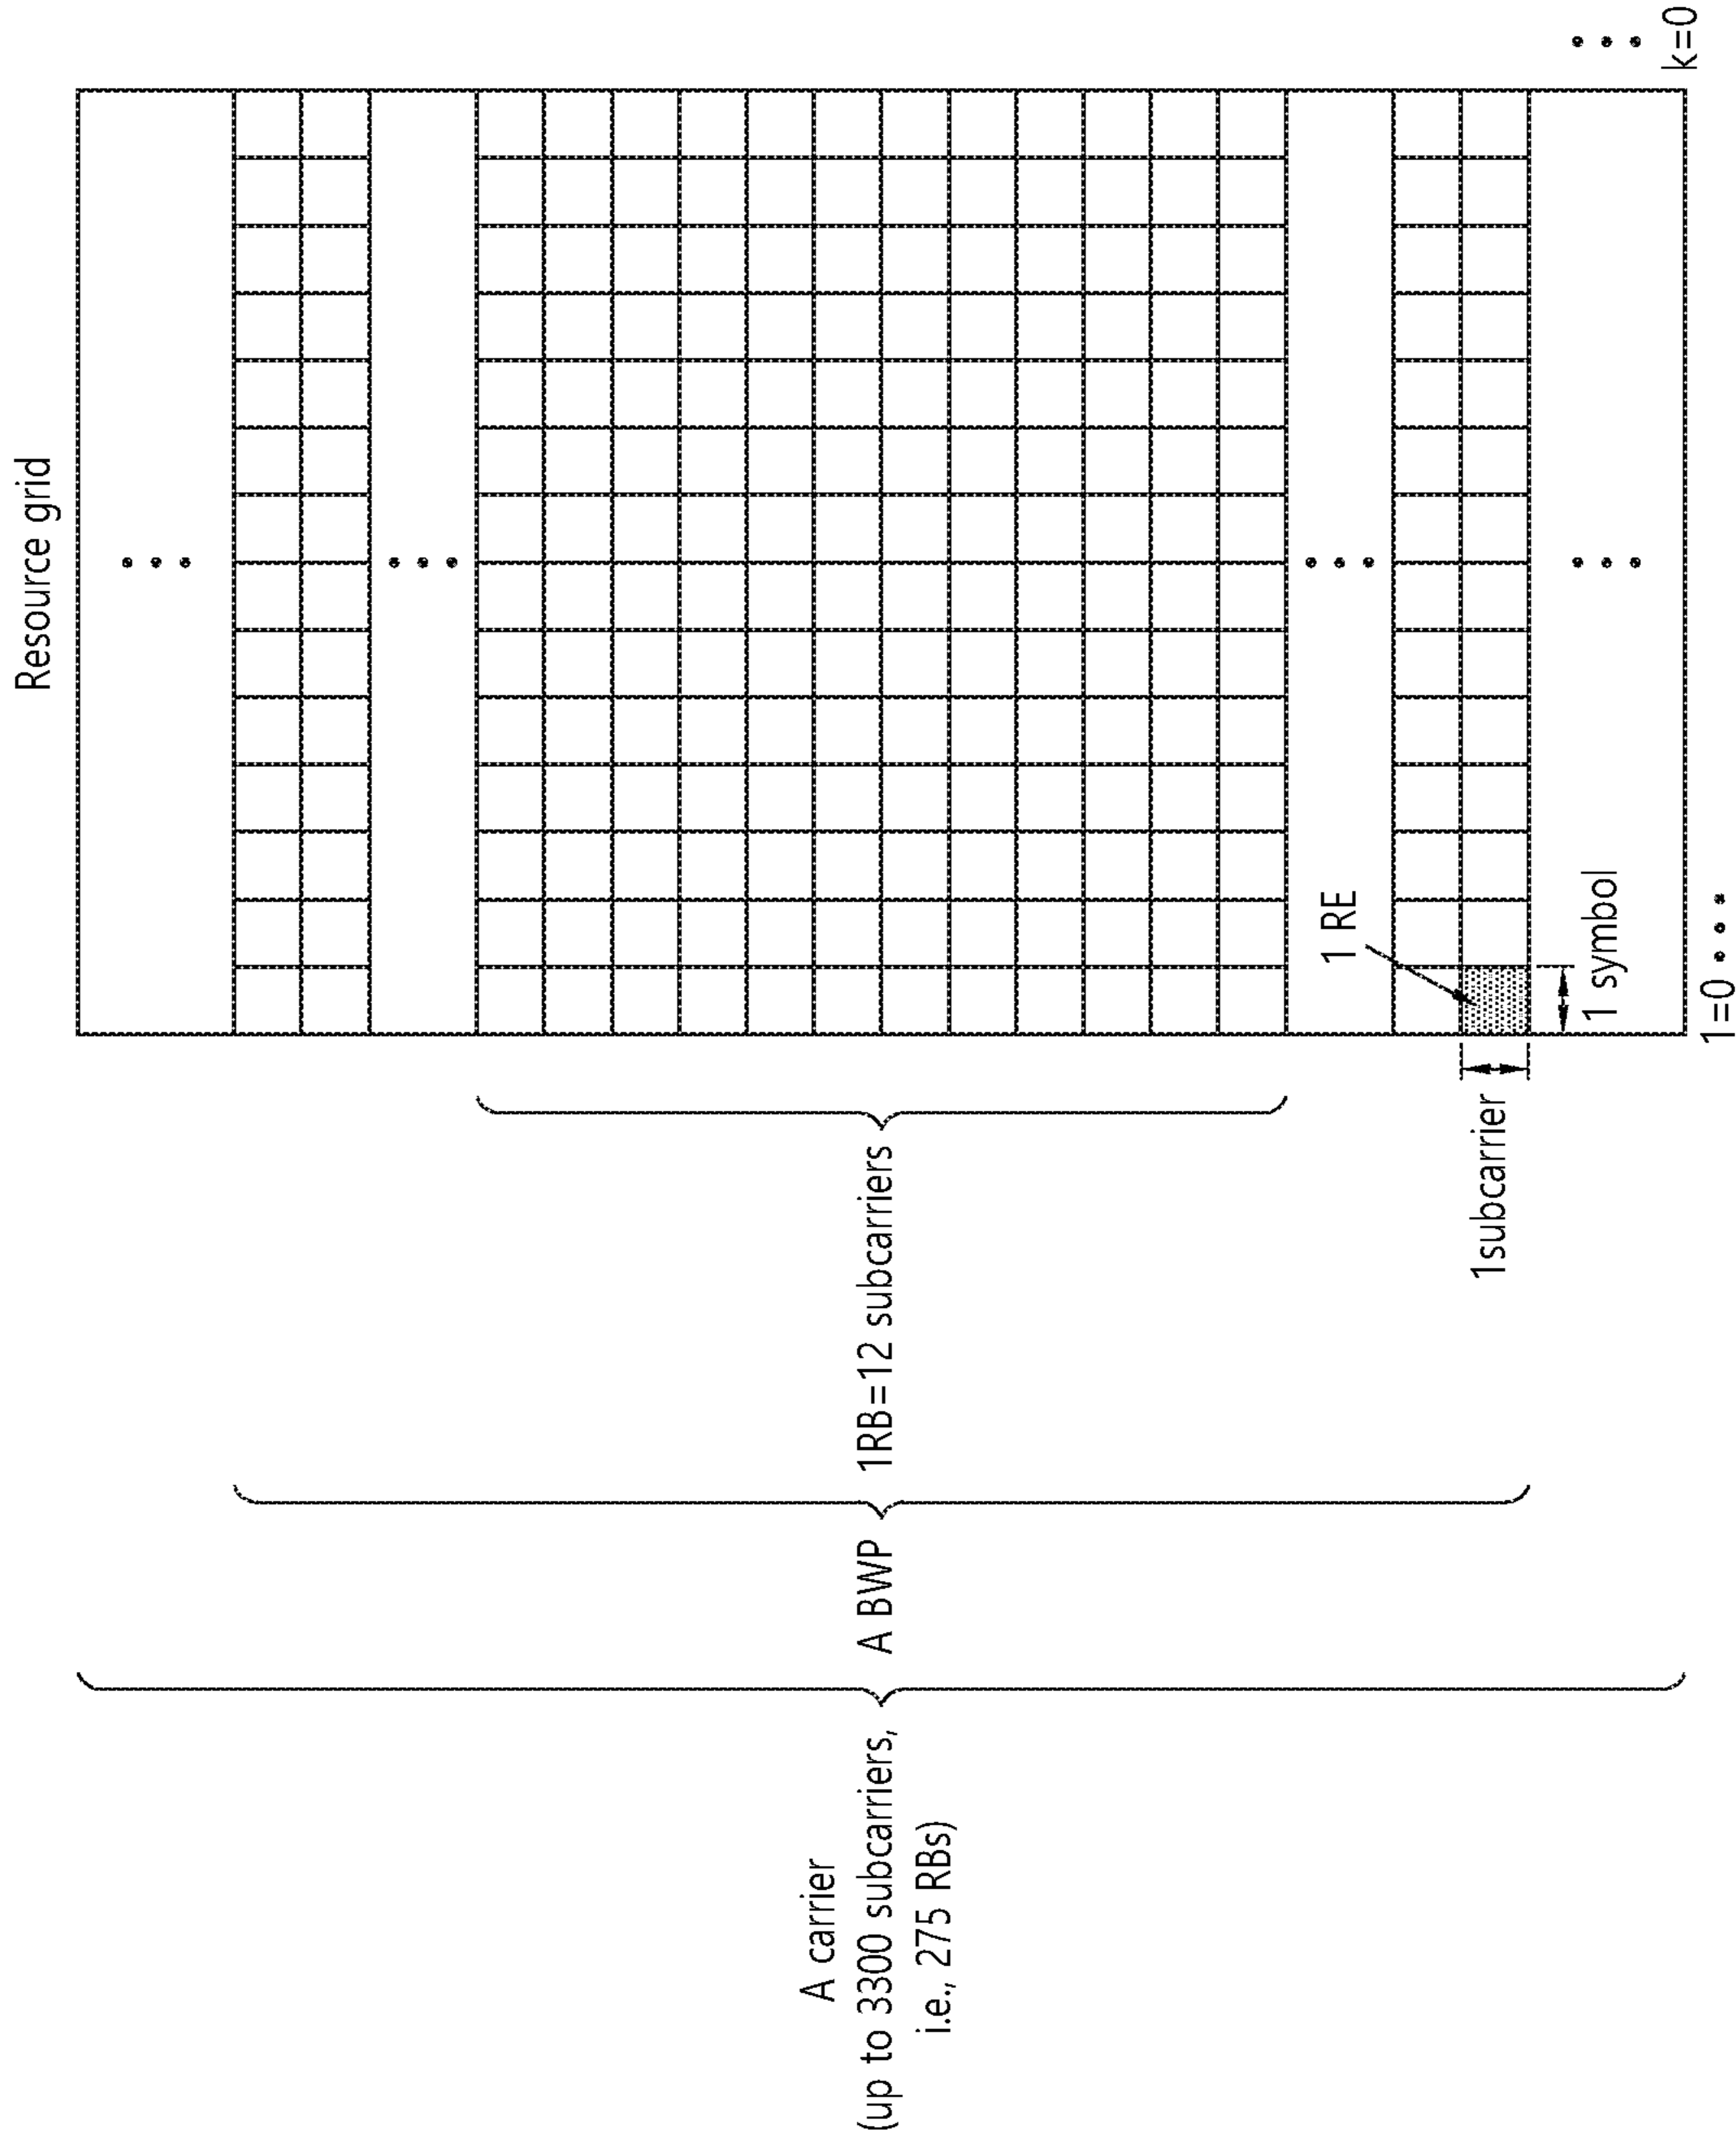 Resource grid
A carrier
(up to 3300 subcarriers,
i.e., 275 RBs)
A BWP
1RB=12 subcarriers
1 RE
1subcarrier
1 symbol
1=0
k=0